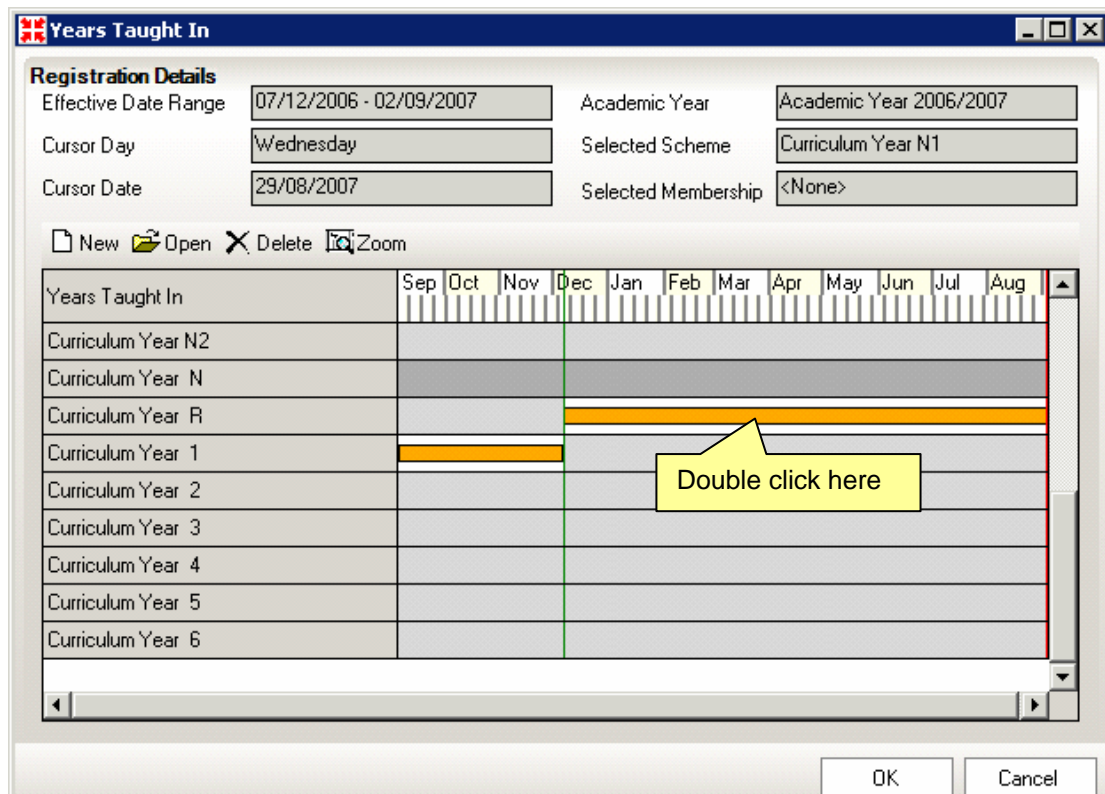 Years Taught In
Registration Details
Effective Date Range 07/12/2006 - 02/09/2007 Academic Year Academic Year 2006/2007
Cursor Day Wednesday Selected Scheme Curriculum Year N1
Cursor Date 29/08/2007 Selected Membership <None>
New Open Delete Zoom
Years Taught In Sep Oct Nov Dec Jan Feb Mar Apr May Jun Jul Aug
Curriculum Year N2
Curriculum Year N
Curriculum Year R
Curriculum Year 1
Double click here
Curriculum Year 2
Curriculum Year 3
Curriculum Year 4
Curriculum Year 5
Curriculum Year 6
OK Cancel